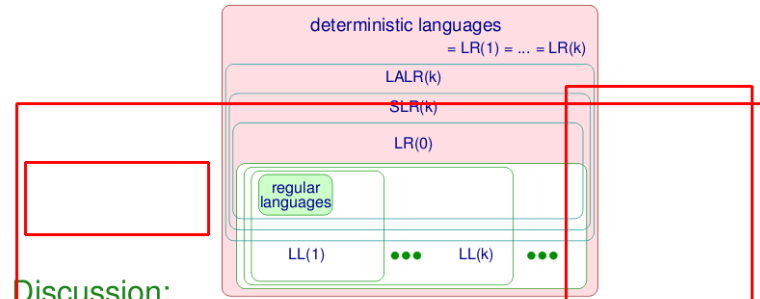 deterministic languages
= LR(1) = ... = LR(k)
LALR(k)
SLR(k)
LR(0)
regular
languages
LL(1) ●●● LL(k) ●●●
Discussion: